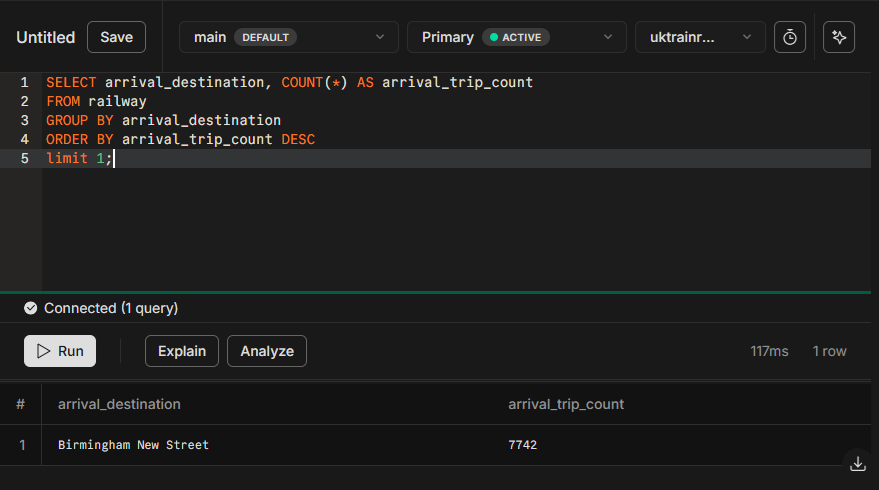 Untitled Save main DEFAULT Primary ACTIVE uktrainr...
1 SELECT arrival_destination, COUNT(*) AS arrival_trip_count
2 FROM railway
3 GROUP BY arrival_destination
4 ORDER BY arrival_trip_count DESC
5 limit 1;
Connected (1 query)
Run Explain Analyze 117ms 1 row
# arrival_destination arrival_trip_count
1 Birmingham New Street 7742